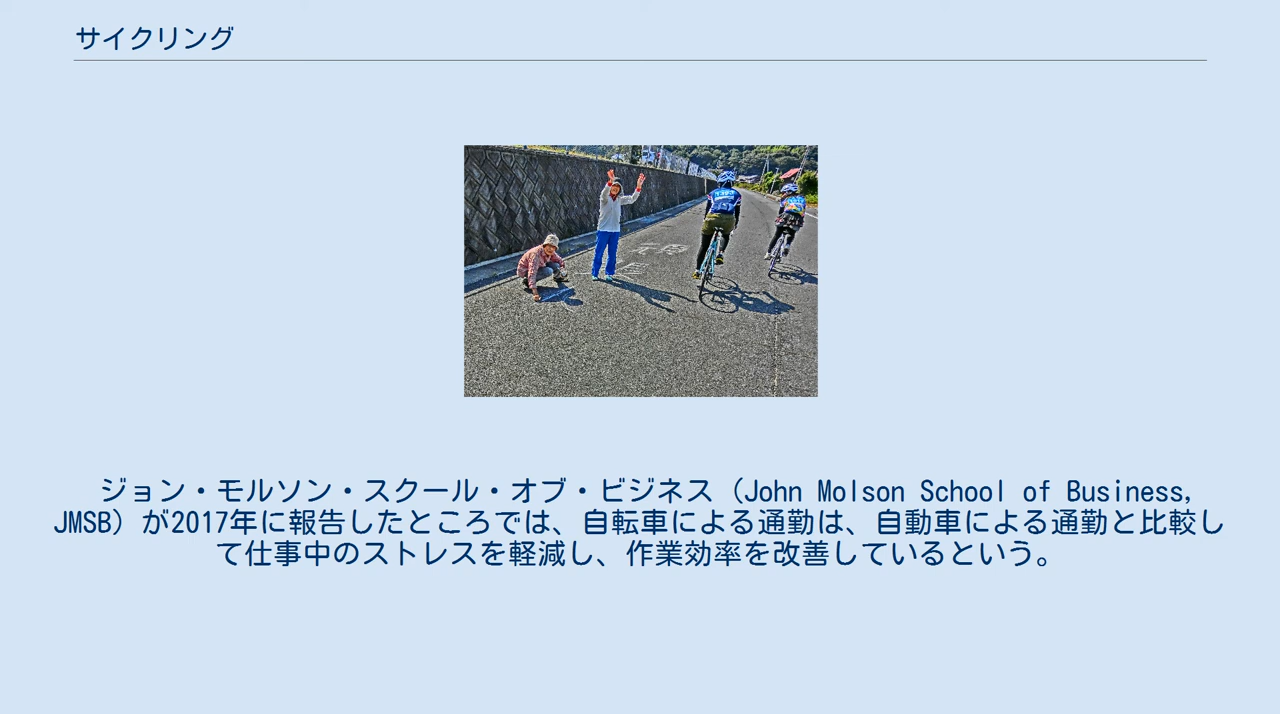 サイクリング
ジョン・モルソン・スクール・オブ・ビジネス（John Molson School of Business,
JMSB）が2017年に報告したところでは、自転車による通勤は、自動車による通勤と比較し
て仕事中のストレスを軽減し、作業効率を改善しているという。